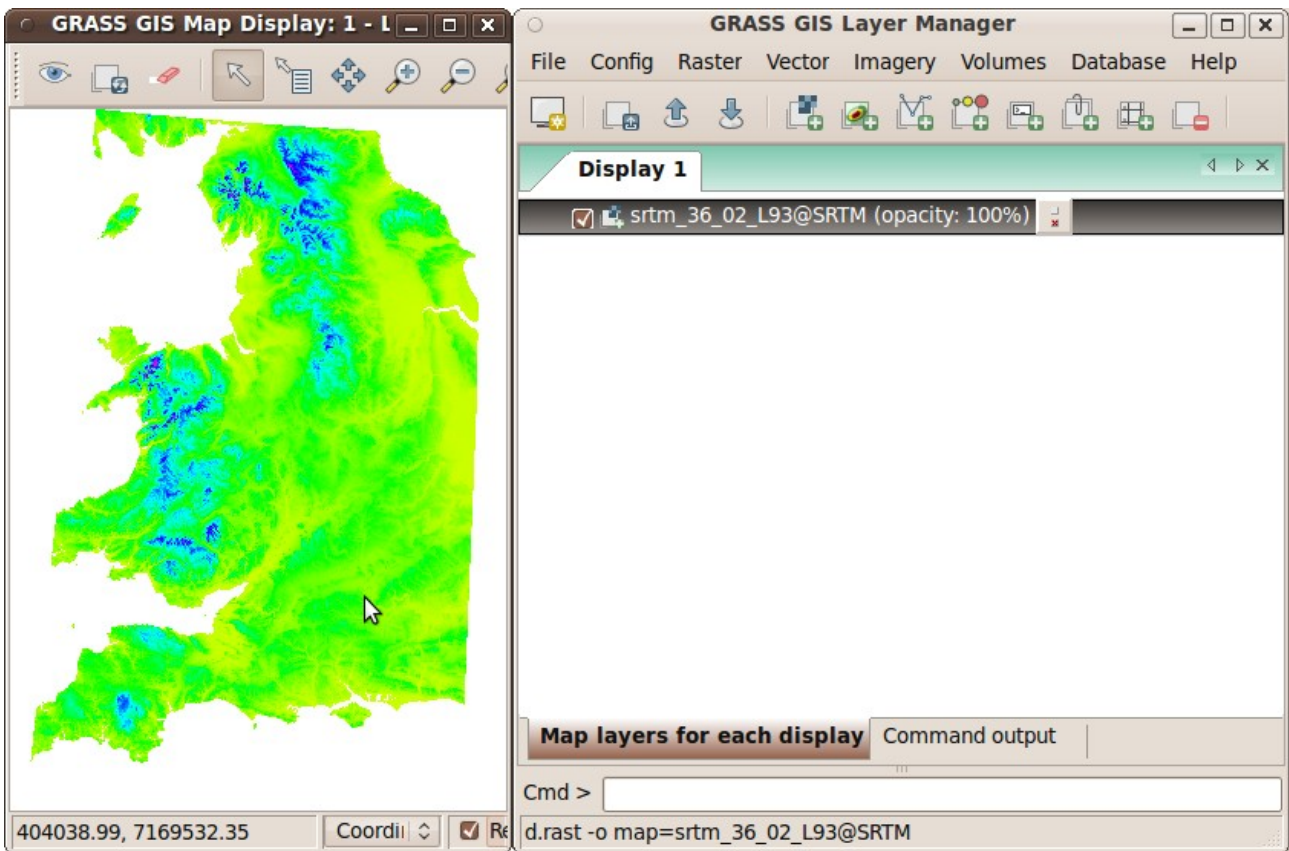 GRASS GIS Map Display: 1 - L
GRASS GIS Layer Manager
File Config Raster Vector Imagery Volumes Database Help
Display 1
srtm_36_02_L93@SRTM (opacity: 100%)
Map layers for each display Command output
Cmd >
404038.99, 7169532.35 Coordi Re
d.rast -o map=srtm_36_02_L93@SRTM